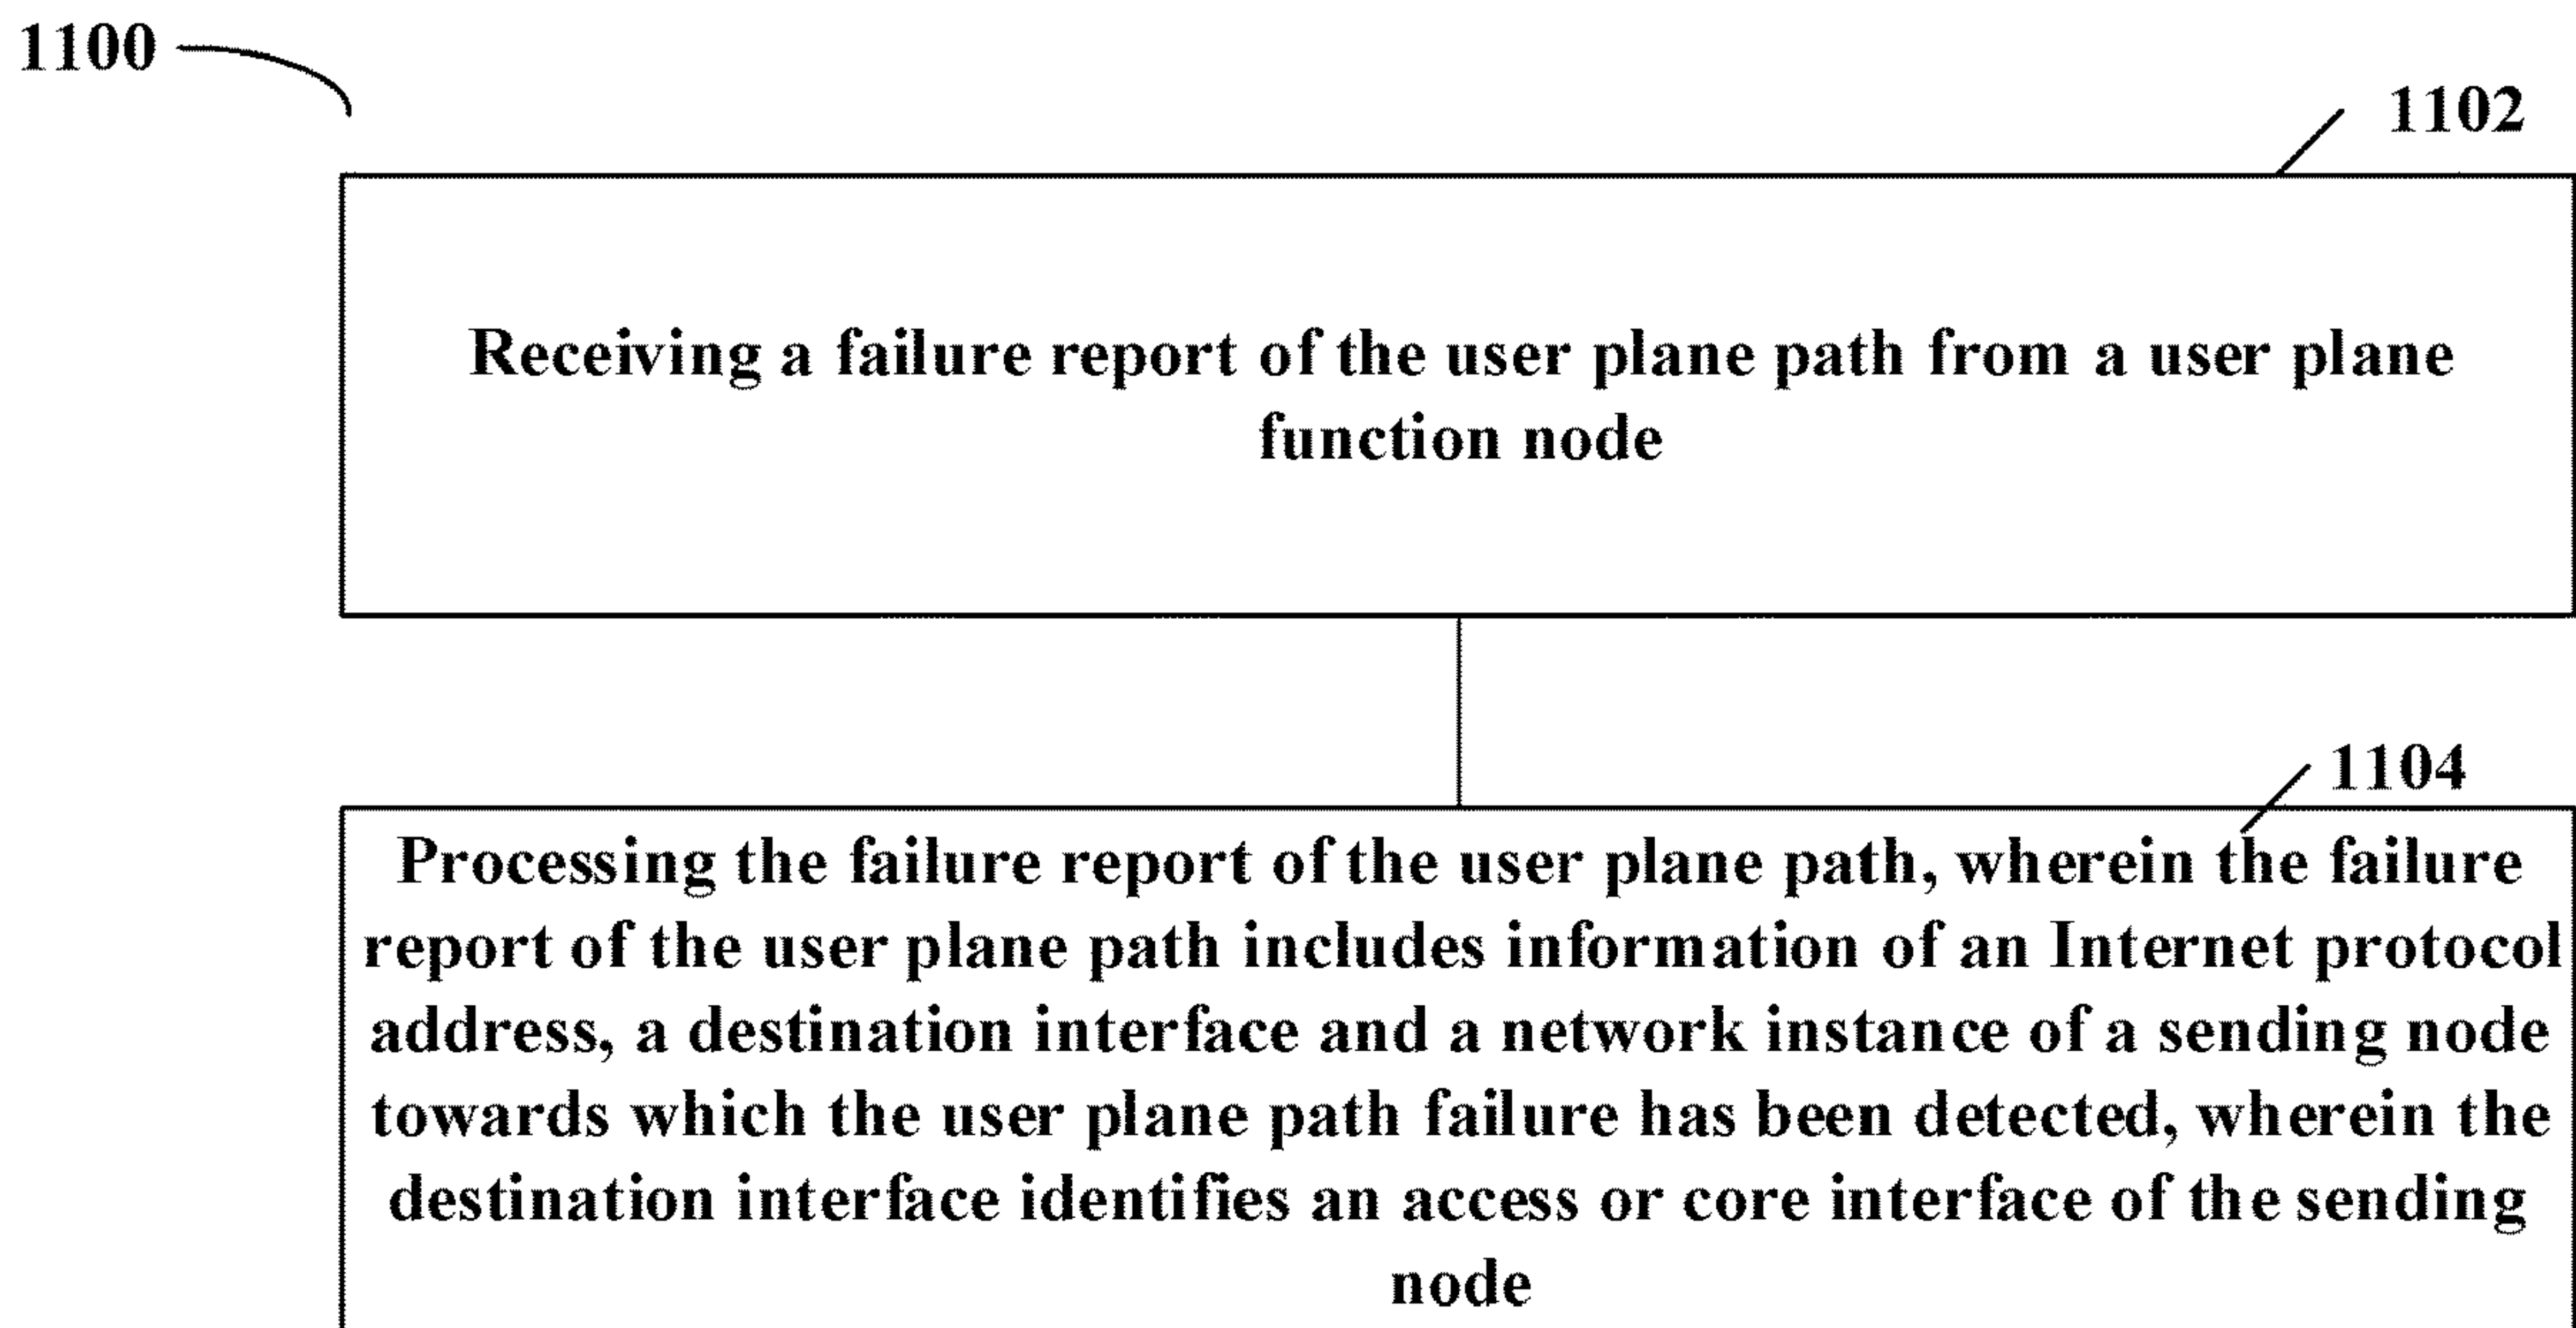 1100
1102
Receiving a failure report of the user plane path from a user plane
function node
1104
Processing the failure report of the user plane path, wherein the failure
report of the user plane path includes information of an Internet protocol
address, a destination interface and a network instance of a sending node
towards which the user plane path failure has been detected, wherein the
destination interface identifies an access or core interface of the sending
node